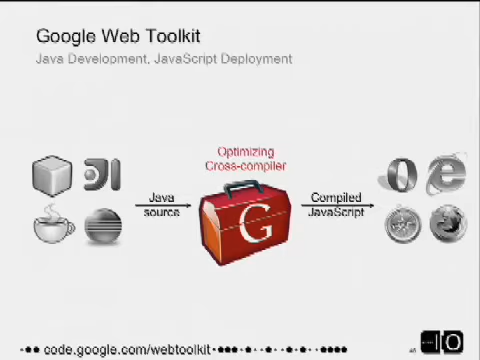 Google Web Toolkit
Java Development, JavaScript Deployment
Optimizing
Cross-compiler
Java
source
G
Compiled
JavaScript
code.google.com/webtoolkit
IO